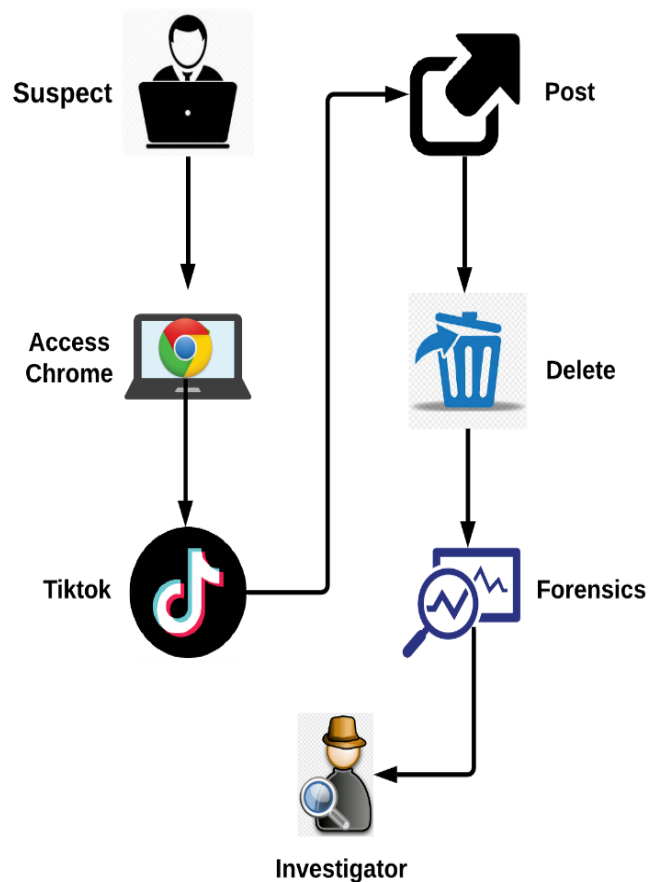 Suspect
Access
Chrome
Tiktok
Post
Delete
Forensics
Investigator